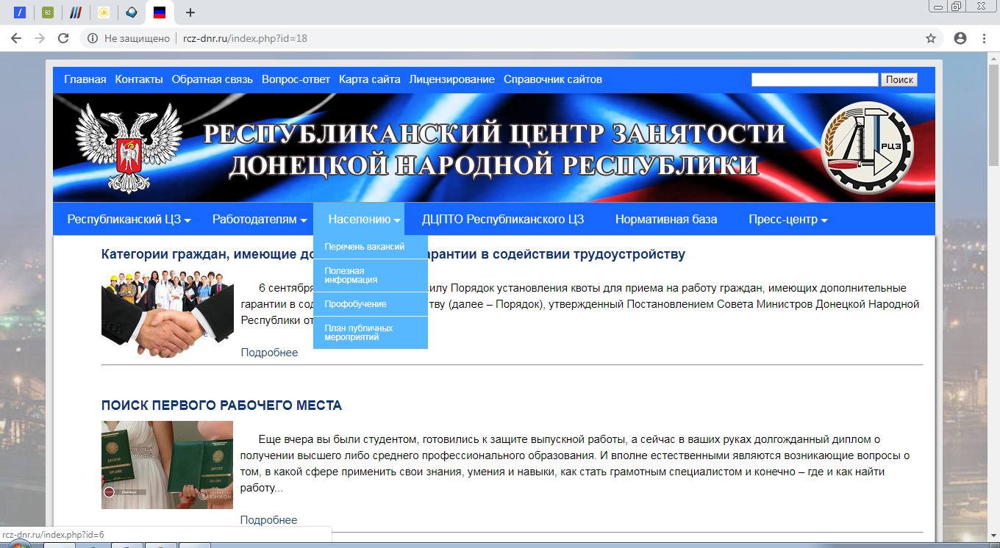 62
Не защищено
rcz-dnr.ru/index.php?id=18
Главная Контакты Обратная связь Вопрос-ответ Карта сайта Лицензирование Справочник сайтов
Поиск
РЕСПУБЛИКАНСКИЙ ЦЕНТР ЗАНЯТОСТИ
ДОНЕЦКОЙ НАРОДНОЙ РЕСПУБЛИКИ
РЦЗ
Республиканский ЦЗ Работодателям Населению ДЦПТО Республиканского ЦЗ Нормативная база Пресс-центр
Перечень вакансий
Полезная
информация
Профобучение
План публичных
мероприятий
Категории граждан, имеющие до арантии в содействии трудоустройству
6 сентября силу Порядок установления квоты для приема на работу граждан, имеющих дополнительные
гарантии в сод тву (далее – Порядок), утвержденный Постановлением Совета Министров Донецкой Народной
Республики от
Подробнее
ПОИСК ПЕРВОГО РАБОЧЕГО МЕСТА
Еще вчера вы были студентом, готовились к защите выпускной работы, а сейчас в ваших руках долгожданный диплом о
получении высшего либо среднего профессионального образования. И вполне естественными являются возникающие вопросы о
том, в какой сфере применить свои знания, умения и навыки, как стать грамотным специалистом и конечно – где и как найти
работу...
Подробнее
rcz-dnr.ru/index.php?id=6